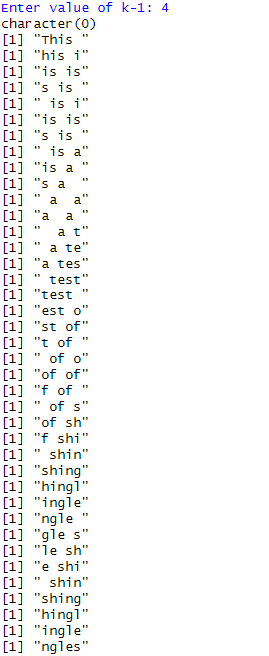 Enter value of k-1: 4
character(0)
[1] "This "
[1] "his i"
[1] "is is"
[1] "s is "
[1] " is i"
[1] "is is"
[1] "s is "
[1] " is a"
[1] "is a "
[1] "s a  "
[1] " a  a"
[1] "a  a "
[1] "  a t"
[1] " a te"
[1] "a tes"
[1] " test"
[1] "test "
[1] "est o"
[1] "st of"
[1] "t of "
[1] " of o"
[1] "of of"
[1] "f of "
[1] " of s"
[1] "of sh"
[1] "f shi"
[1] " shin"
[1] "shing"
[1] "hingl"
[1] "ingle"
[1] "ngle "
[1] "gle s"
[1] "le sh"
[1] "e shi"
[1] " shin"
[1] "shing"
[1] "hingl"
[1] "ingle"
[1] "ngles"